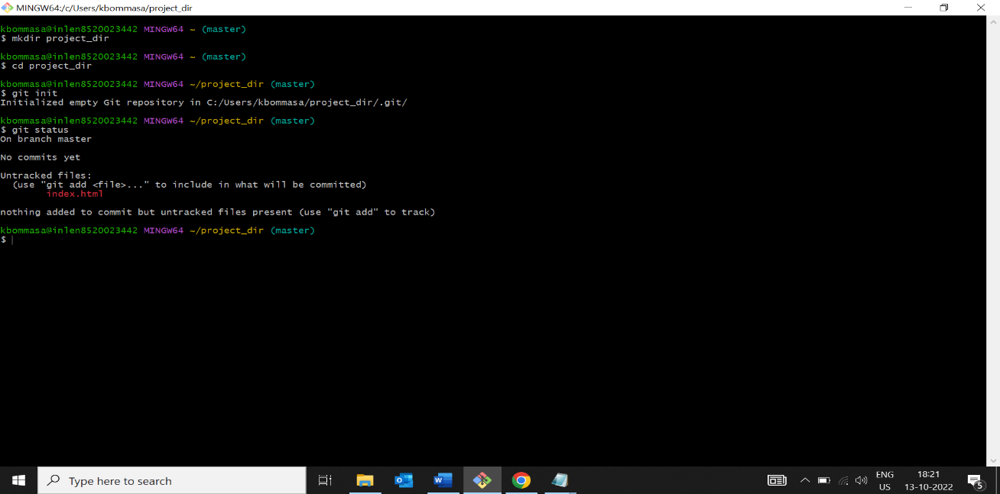 MINGW64:/c/Users/kbommasa/project_dir
kbommasa@inlen8520023442 MINGW64 ~ (master)
$ mkdir project_dir
kbommasa@inlen8520023442 MINGW64 ~ (master)
$ cd project_dir
kbommasa@inlen8520023442 MINGW64 ~/project_dir (master)
$ git init
Initialized empty Git repository in C:/Users/kbommasa/project_dir/.git/
kbommasa@inlen8520023442 MINGW64 ~/project_dir (master)
$ git status
On branch master
No commits yet
Untracked files:
(use "git add <file>..." to include in what will be committed)
index.html
nothing added to commit but untracked files present (use "git add" to track)
kbommasa@inlen8520023442 MINGW64 ~/project_dir (master)
$
Type here to search
ENG
US
18:21
13-10-2022
5